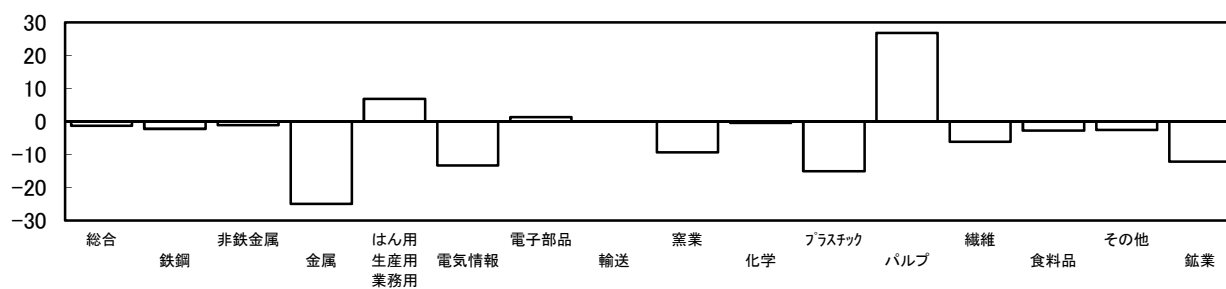 30
20
10
0
-10
-20
-30
総合 非鉄金属 はん用 電子部品 窯業 プラスチック 繊維 その他
鉄鋼 金属 生産用 電気情報 輸送 化学 パルプ 食料品 鉱業
業務用